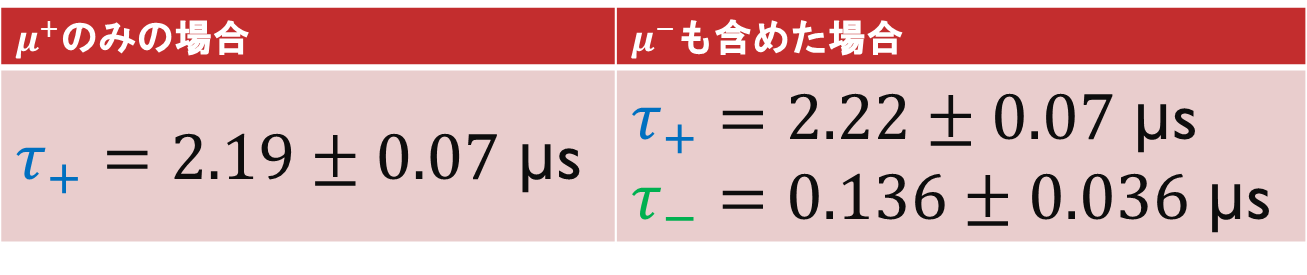 μ⁺のみの場合
μ⁻も含めた場合
τ₊ = 2.19 ± 0.07 μs
τ₊ = 2.22 ± 0.07 μs
τ₋ = 0.136 ± 0.036 μs